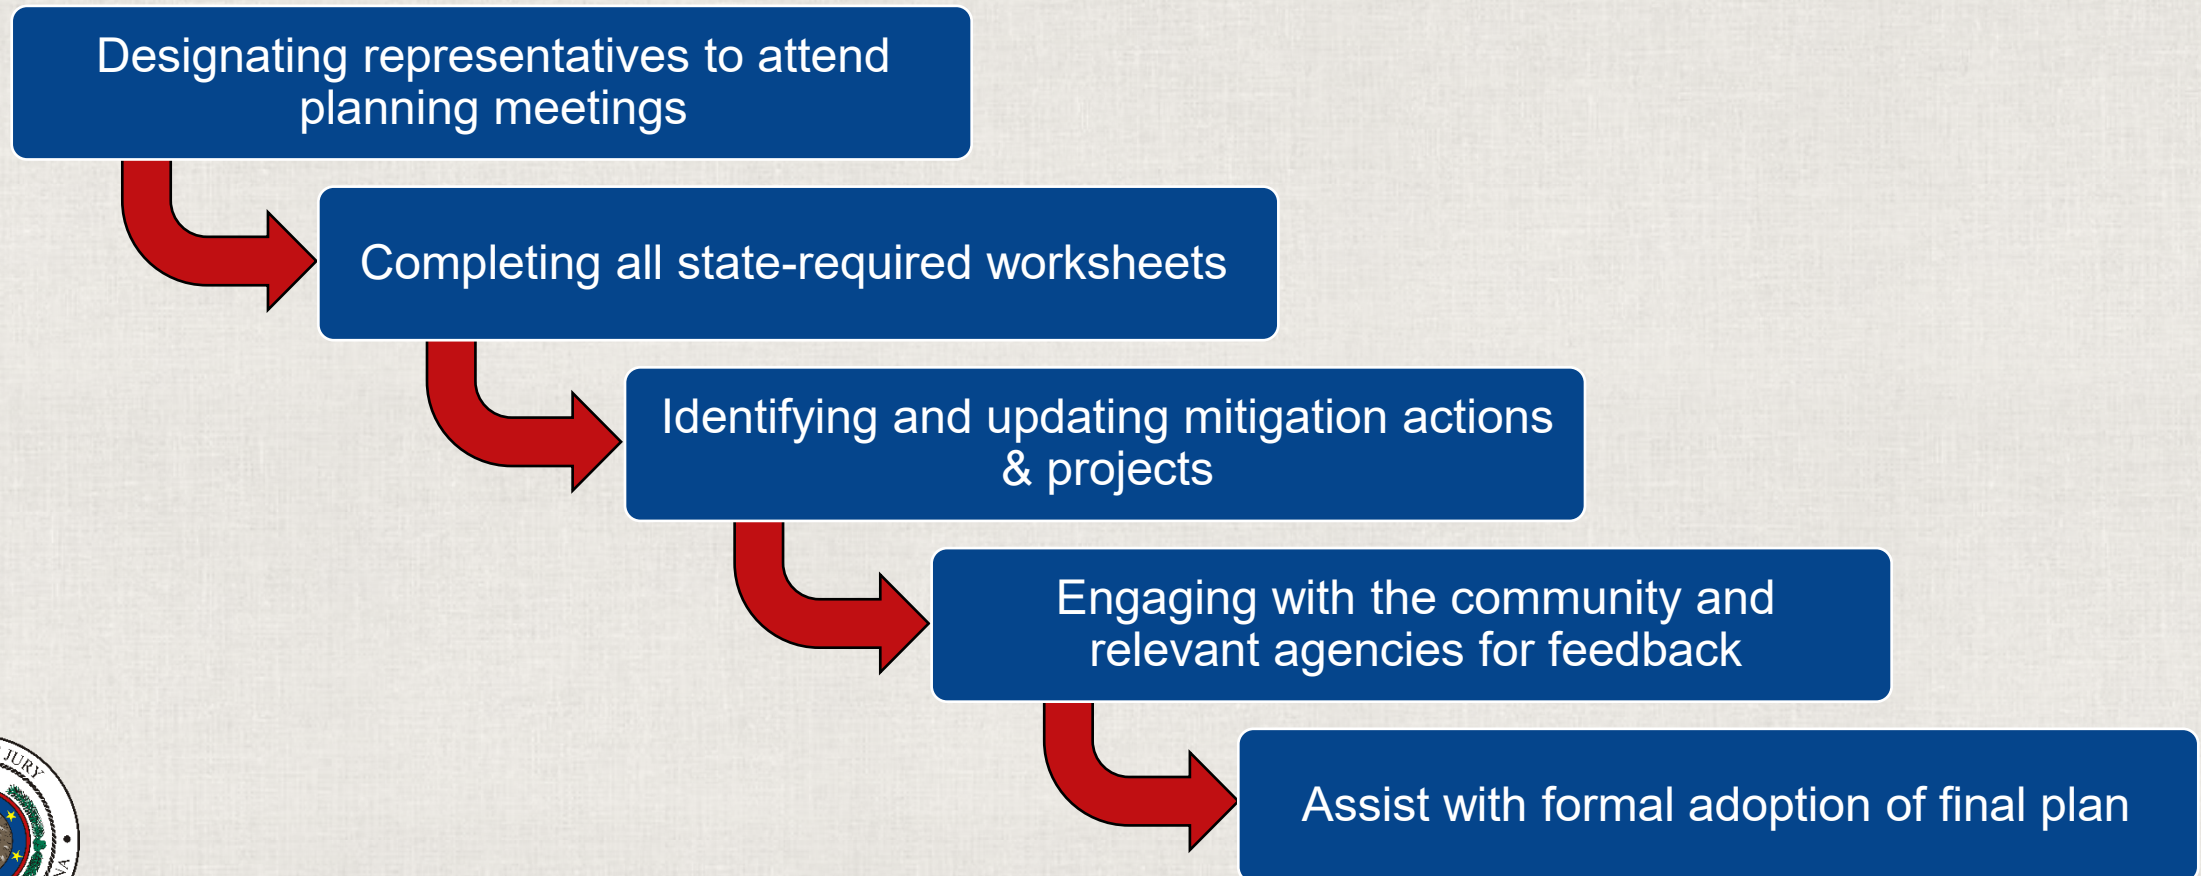 Designating representatives to attend
planning meetings
Completing all state-required worksheets
Identifying and updating mitigation actions
& projects
Engaging with the community and
relevant agencies for feedback
Assist with formal adoption of final plan
JURY